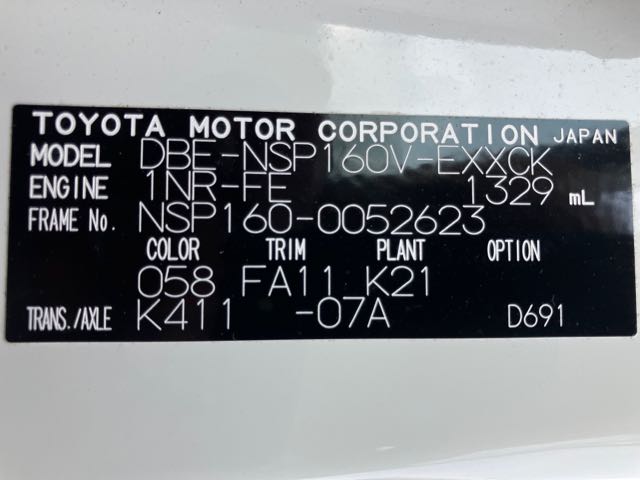 TOYOTA MOTOR CORPORATION JAPAN
MODEL DBE-NSP160V-EXXCK
ENGINE 1NR-FE 1329 mL
FRAME No. NSP160-0052623
COLOR TRIM PLANT OPTION
058 FA11 K21
TRANS./AXLE K411 -07A D691